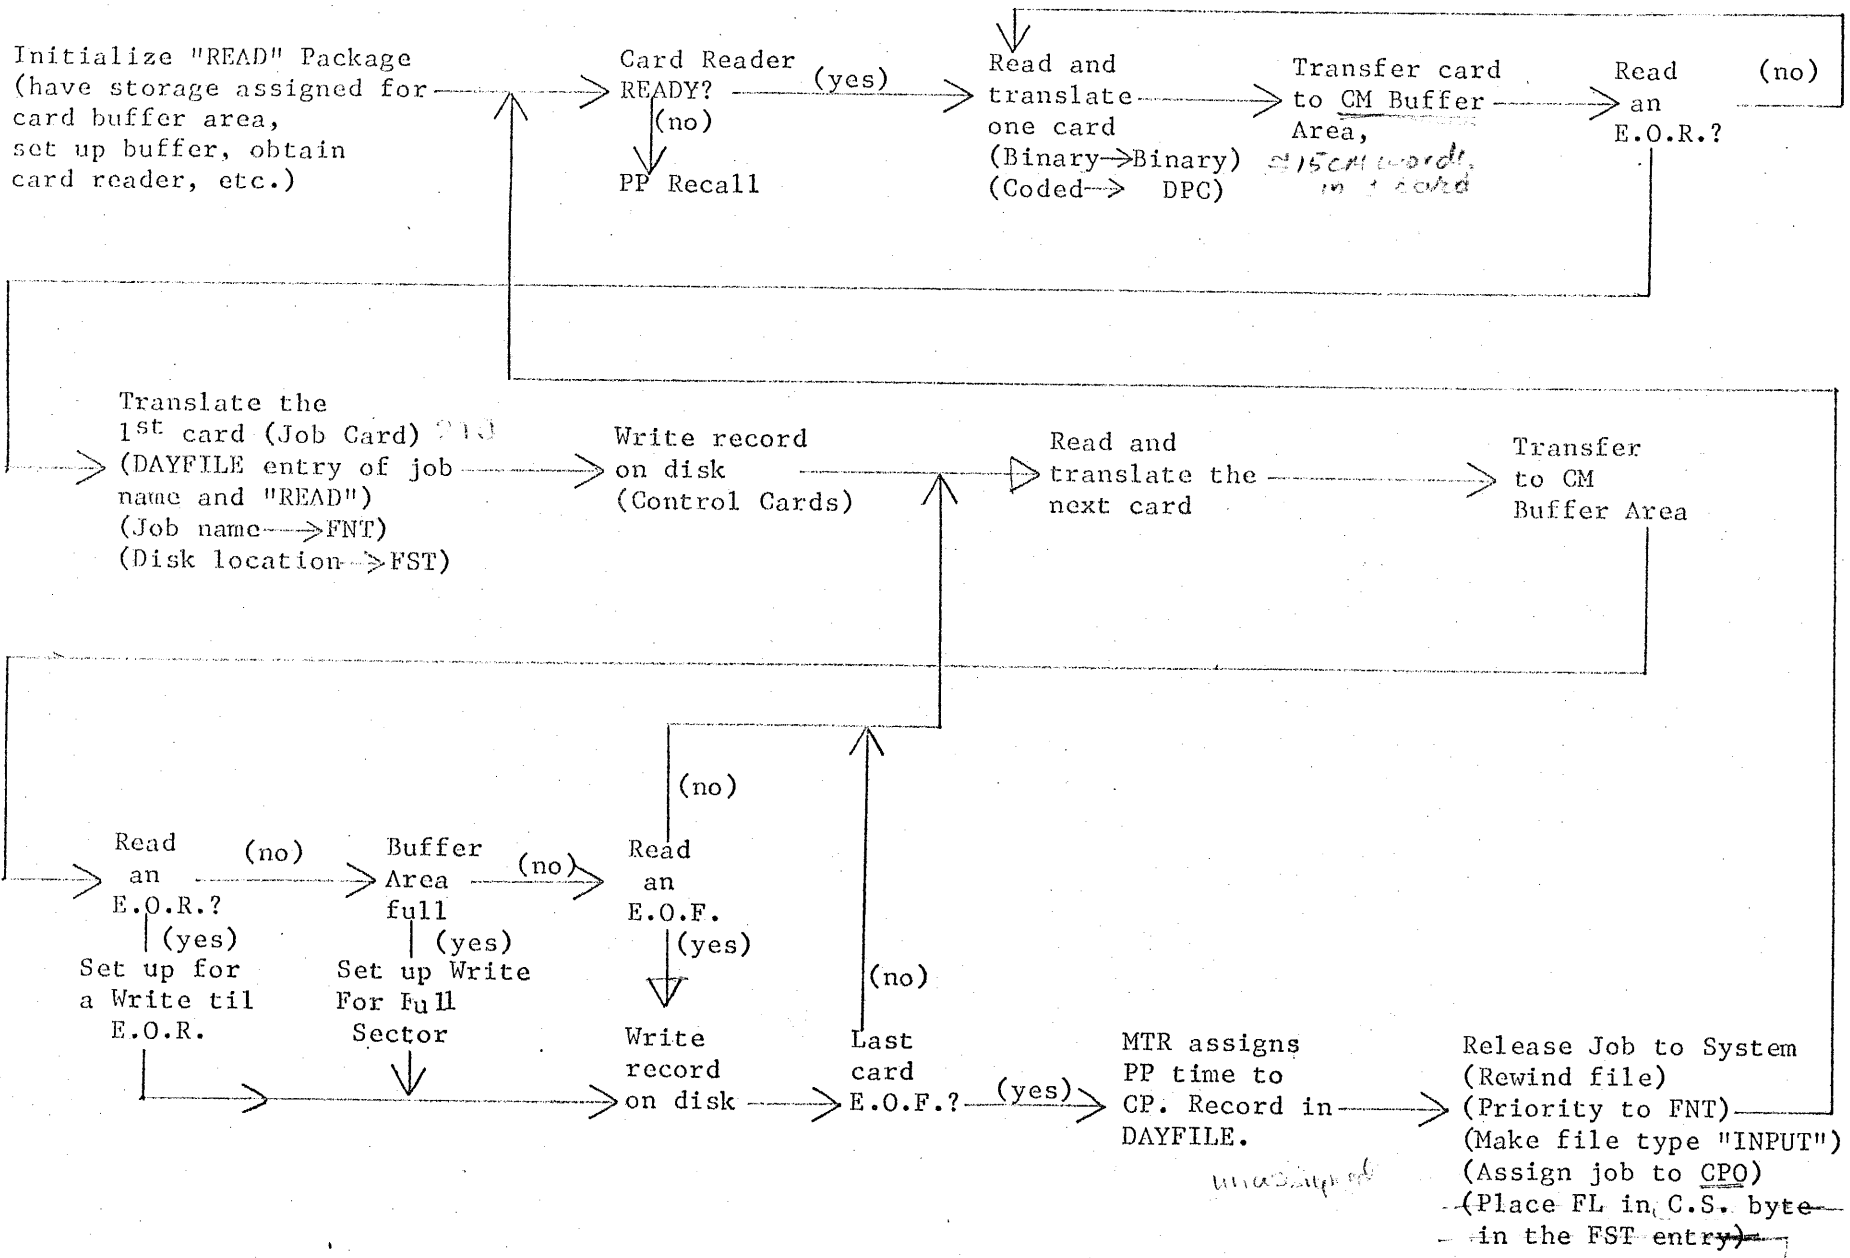 Initialize "READ" Package
(have storage assigned for
card buffer area,
set up buffer, obtain
card reader, etc.)
Card Reader
READY?
(yes)
(no)
PP Recall
Read and
translate
one card
(Binary→Binary)
(Coded→ DPC)
Transfer card
to CM Buffer
Area,
≈15 CM words
in 1 card
Read
an
E.O.R.?
(no)
Translate the
1st card (Job Card)
(DAYFILE entry of job
name and "READ")
(Job name→FNT)
(Disk location→FST)
Write record
on disk
(Control Cards)
Read and
translate the
next card
Transfer
to CM
Buffer Area
Read
an
E.O.R.?
(no)
(yes)
Set up for
a Write til
E.O.R.
Buffer
Area
full
(no)
(yes)
Set up Write
For Full
Sector
(no)
Read
an
E.O.F.
(yes)
Write
record
on disk
(no)
Last
card
E.O.F.?
(yes)
MTR assigns
PP time to
CP. Record in
DAYFILE.
unassigned
Release Job to System
(Rewind file)
(Priority to FNT)
(Make file type "INPUT")
(Assign job to CPO)
(Place FL in C.S. byte
in the FST entry)